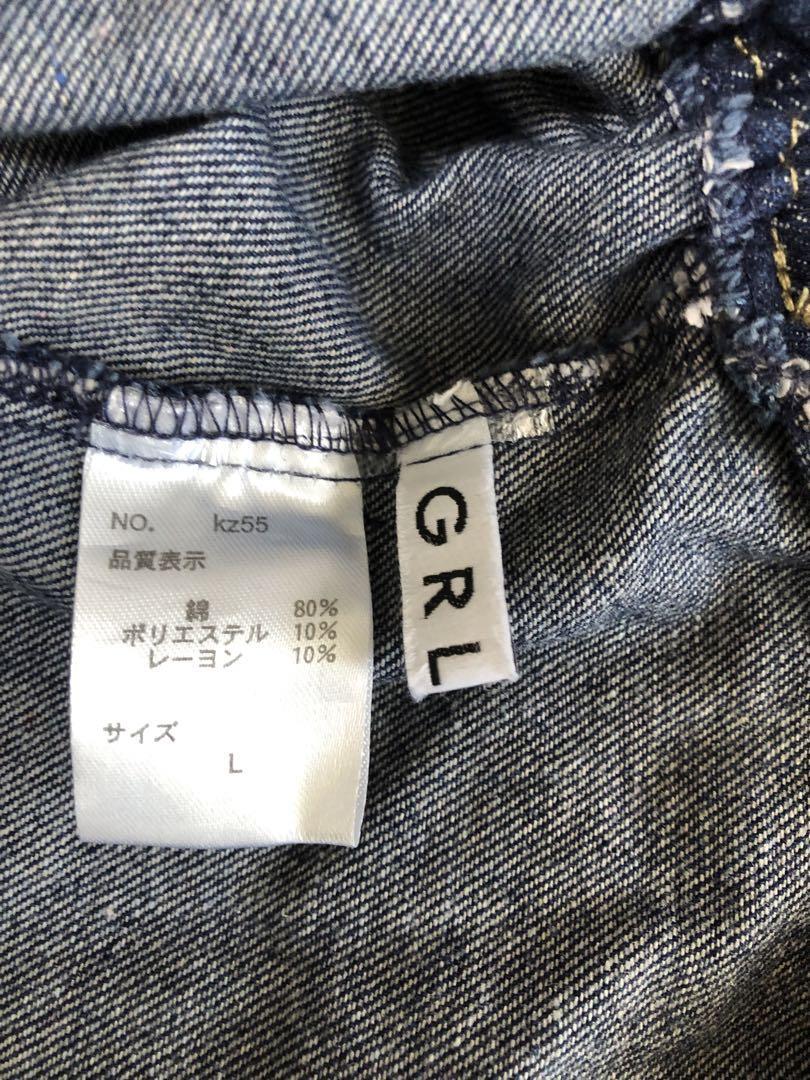 NO. kz55
品質表示
綿 80%
ポリエステル 10%
レーヨン 10%
サイズ
L
GRL